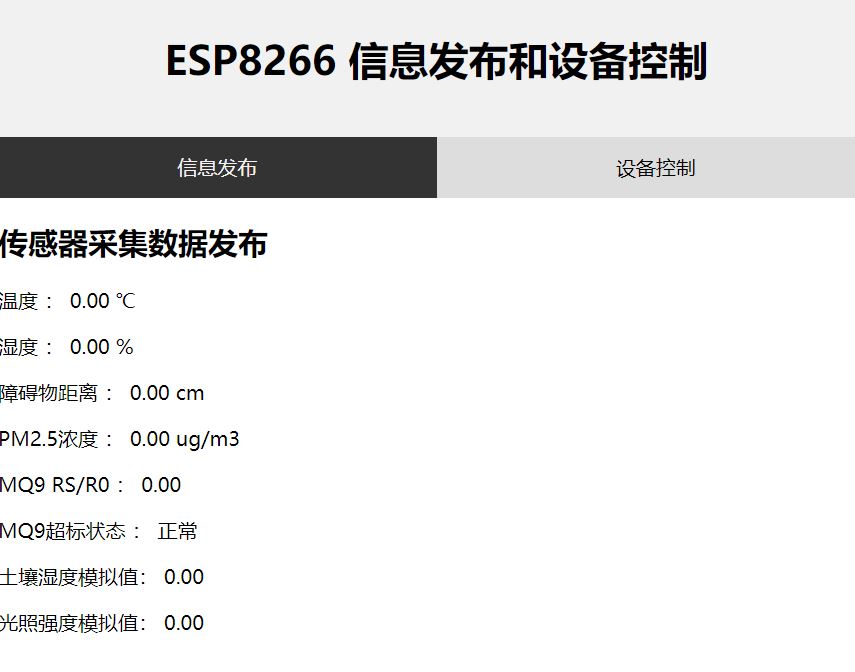 ESP8266 信息发布和设备控制
信息发布
设备控制
传感器采集数据发布
温度： 0.00 ℃
湿度： 0.00 %
障碍物距离： 0.00 cm
PM2.5浓度： 0.00 ug/m3
MQ9 RS/R0： 0.00
MQ9超标状态： 正常
土壤湿度模拟值： 0.00
光照强度模拟值： 0.00